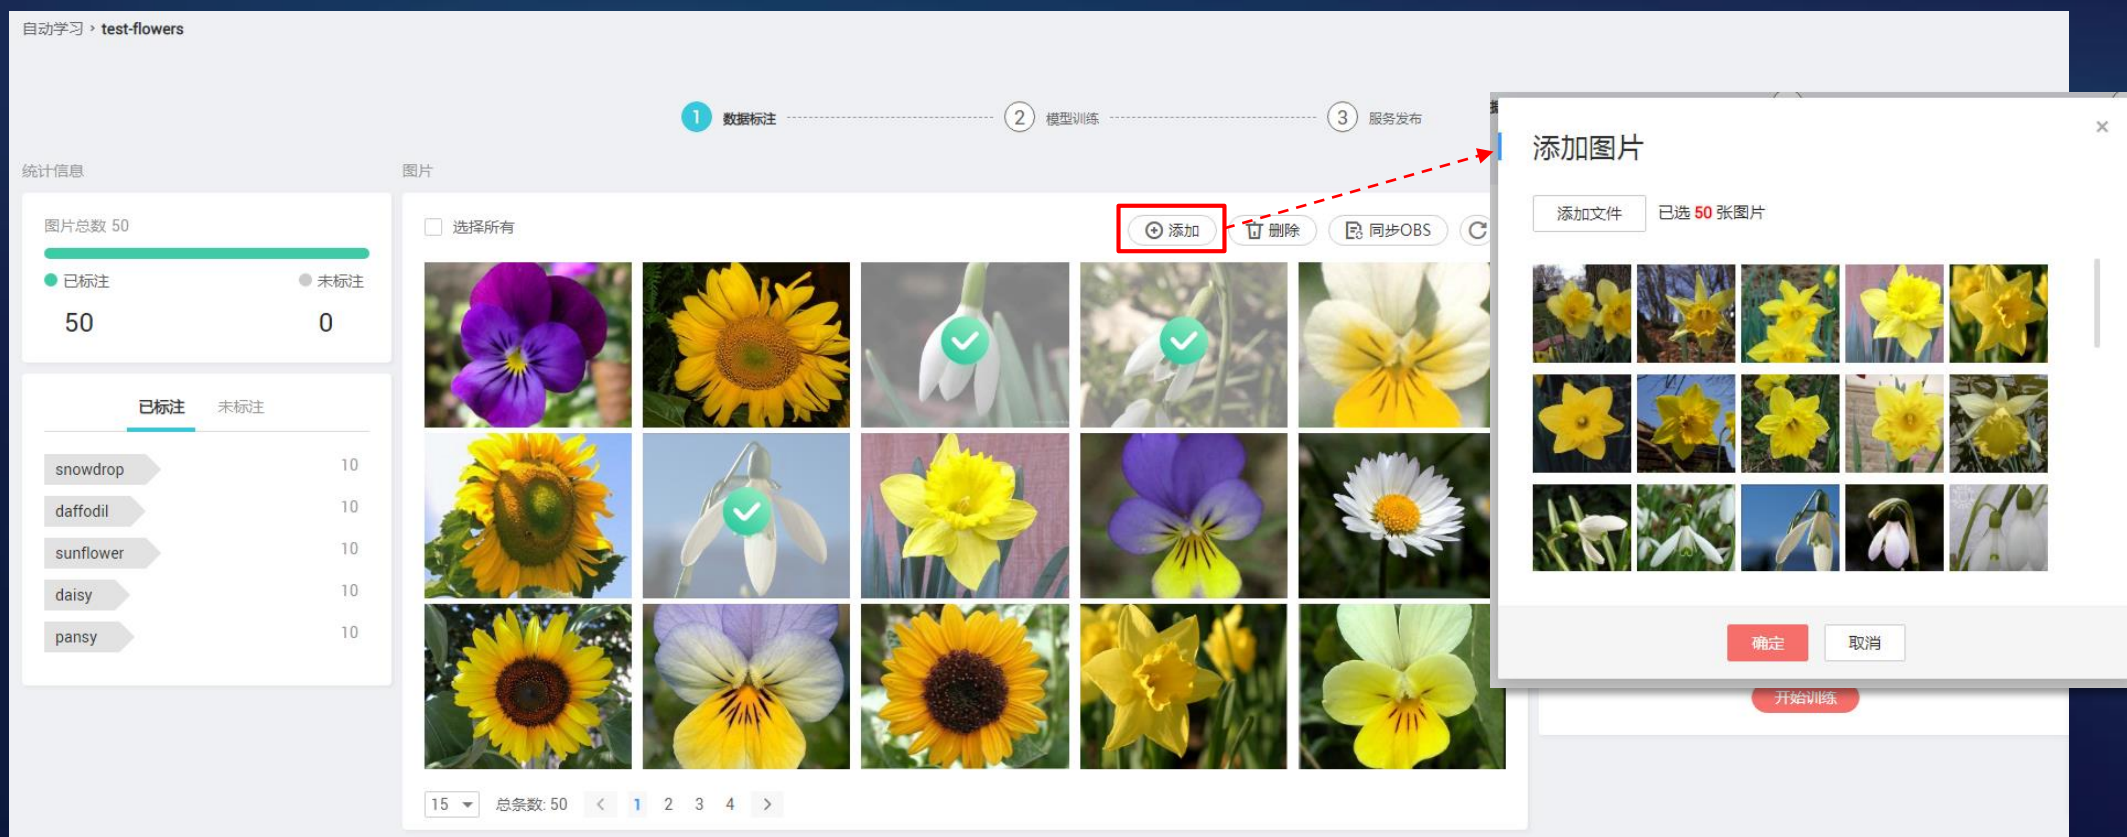 自动学习 › test-flowers
1 数据标注
2 模型训练
3 服务发布
统计信息
图片总数 50
已标注 未标注
50 0
已标注 未标注
snowdrop 10
daffodil 10
sunflower 10
daisy 10
pansy 10
图片
选择所有
添加 删除 同步OBS
15 总条数: 50 < 1 2 3 4 >
添加图片
×
添加文件 已选 50 张图片
确定 取消
开始训练